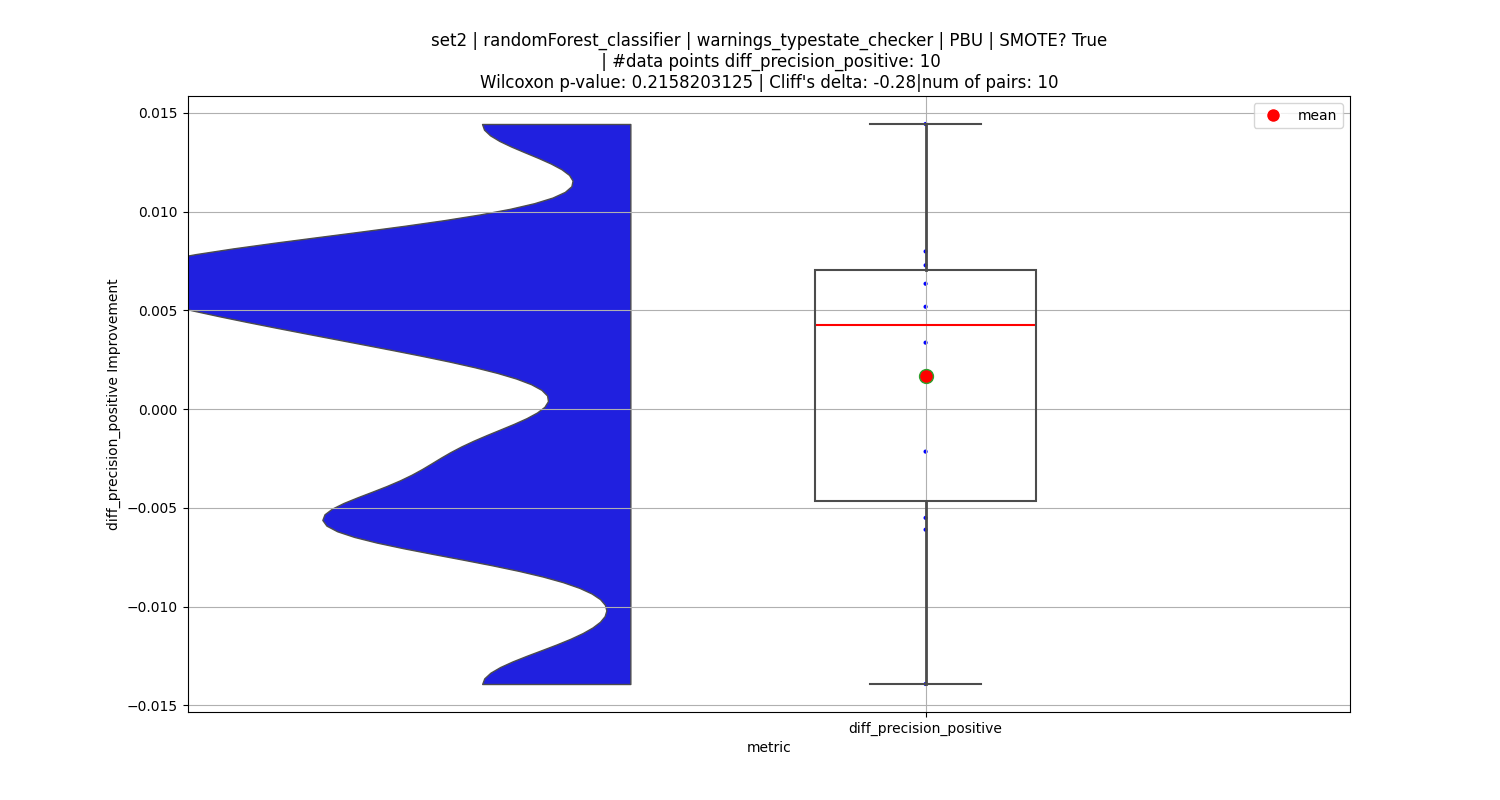 set2 | randomForest_classifier | warnings_typestate_checker | PBU | SMOTE? True
| #data points diff_precision_positive: 10
Wilcoxon p-value: 0.2158203125 | Cliff's delta: -0.28|num of pairs: 10
mean
0.015
0.010
0.005
0.000
−0.005
−0.010
−0.015
diff_precision_positive Improvement
diff_precision_positive
metric